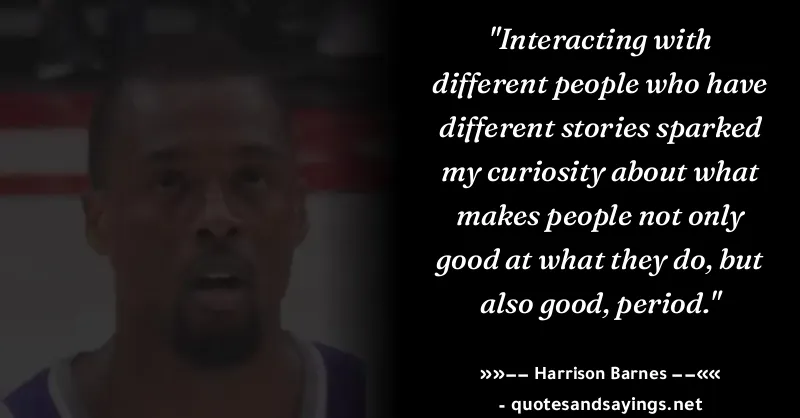 "Interacting with
different people who have
different stories sparked
my curiosity about what
makes people not only
good at what they do, but
also good, period."
»»−− Harrison Barnes −−««
- quotesandsayings.net